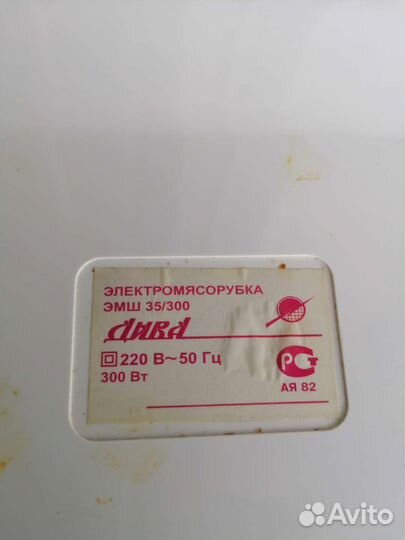 ЭЛЕКТРОМЯСОРУБКА
ЭМШ 35/300
Дива
220 В~50 Гц
300 Вт
РСТ
АЯ 82
Avito